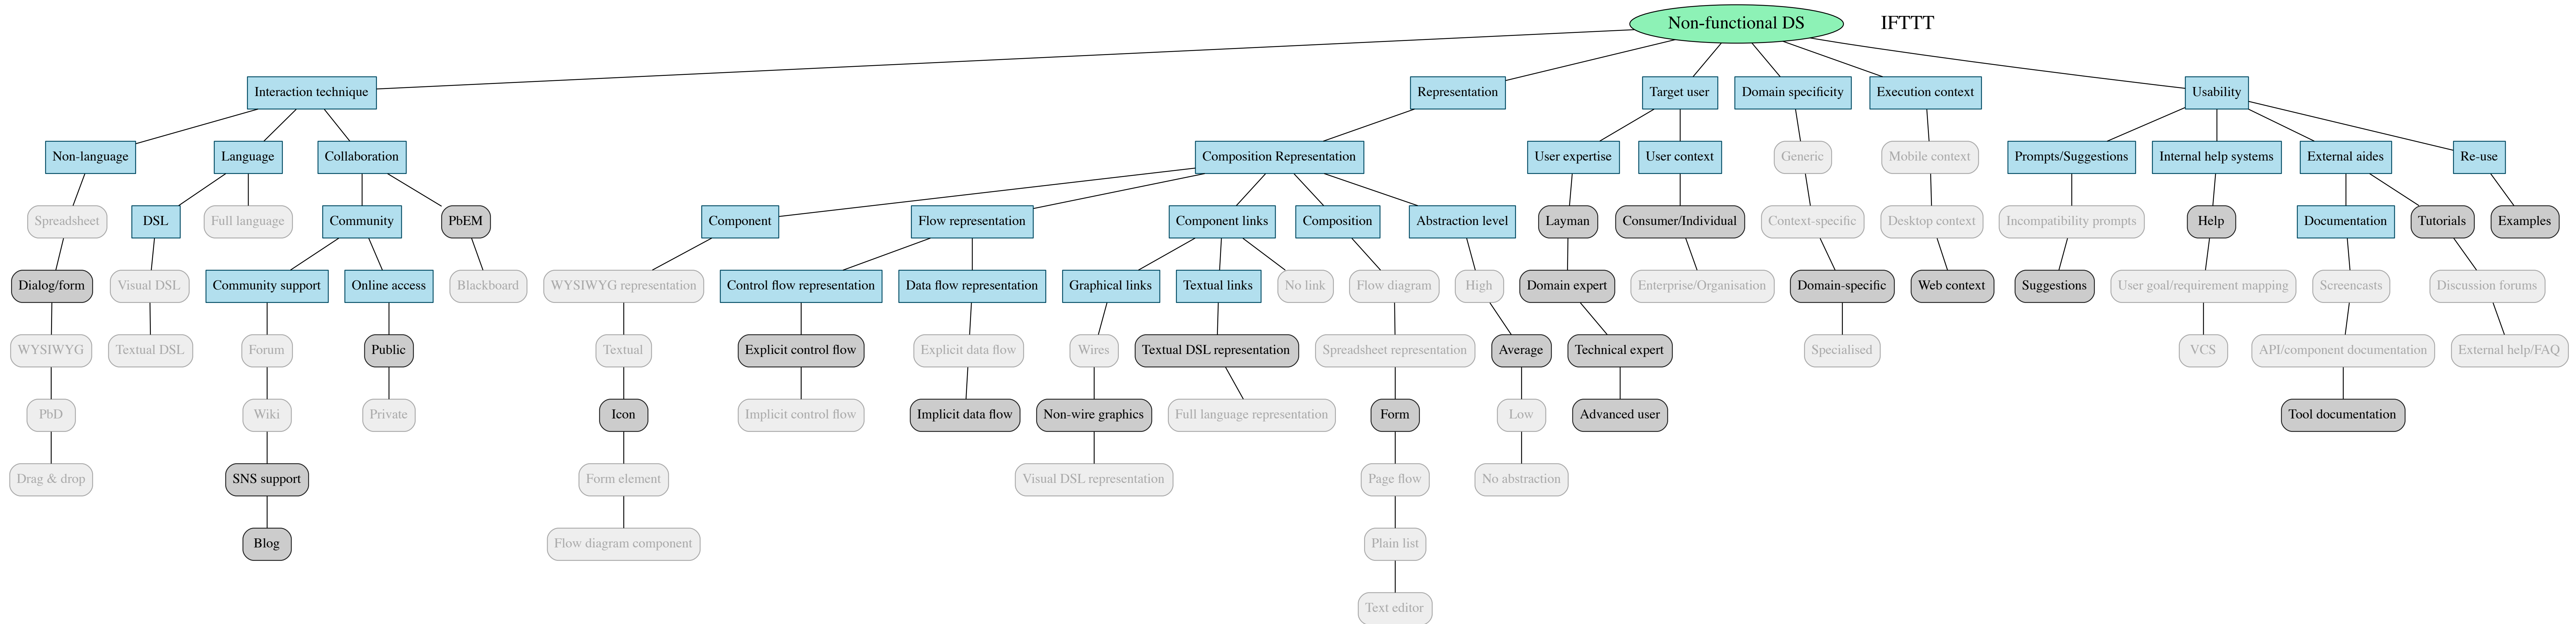 Non-functional DS
IFTTT
Interaction technique
Representation
Target user
Domain specificity
Execution context
Usability
Non-language
Language
Collaboration
Composition Representation
User expertise
User context
Generic
Mobile context
Prompts/Suggestions
Internal help systems
External aides
Re-use
Spreadsheet
DSL
Full language
Community
PbEM
Component
Flow representation
Component links
Composition
Abstraction level
Layman
Consumer/Individual
Context-specific
Desktop context
Incompatibility prompts
Help
Documentation
Tutorials
Examples
Dialog/form
Visual DSL
Community support
Online access
Blackboard
WYSIWYG representation
Control flow representation
Data flow representation
Graphical links
Textual links
No link
Flow diagram
High
Domain expert
Enterprise/Organisation
Domain-specific
Web context
Suggestions
User goal/requirement mapping
Screencasts
Discussion forums
WYSIWYG
Textual DSL
Forum
Public
Textual
Explicit control flow
Explicit data flow
Wires
Textual DSL representation
Spreadsheet representation
Average
Technical expert
Specialised
VCS
API/component documentation
External help/FAQ
PbD
Wiki
Private
Icon
Implicit control flow
Implicit data flow
Non-wire graphics
Full language representation
Form
Low
Advanced user
Tool documentation
Drag & drop
SNS support
Form element
Visual DSL representation
Page flow
No abstraction
Blog
Flow diagram component
Plain list
Text editor